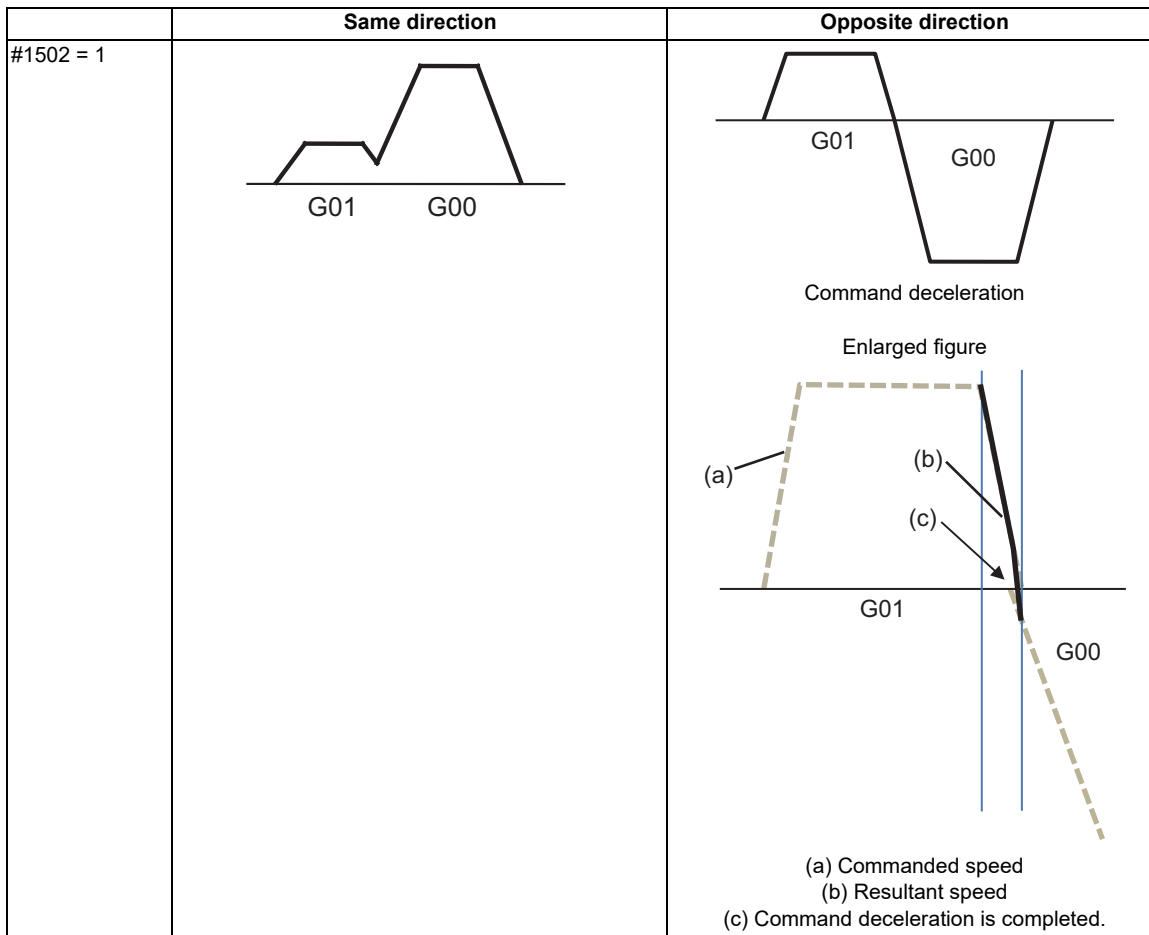 Same direction
Opposite direction
#1502 = 1
G01
G00
G01
G00
Command deceleration
Enlarged figure
(a)
(b)
(c)
G01
G00
(a) Commanded speed
(b) Resultant speed
(c) Command deceleration is completed.